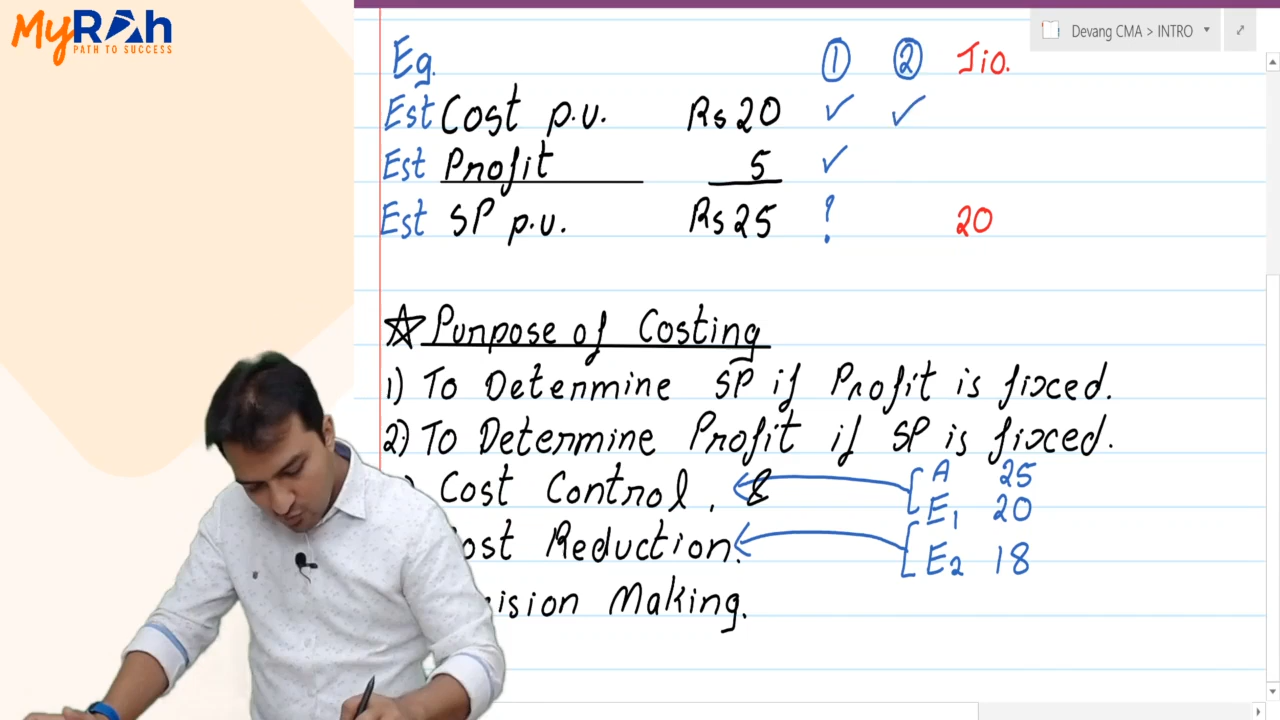 MyRAh
PATH TO SUCCESS
Devang CMA > INTRO
Eg. ① ② Jio.
Est Cost p.u. Rs 20 ✓ ✓
Est Profit 5 ✓
Est SP p.u. Rs 25 ? 20
☆ Purpose of Costing
1) To Determine SP if Profit is fixed.
2) To Determine Profit if SP is fixed.
) Cost Control. & A 25
E1 20
ost Reduction. E2 18
ision Making.